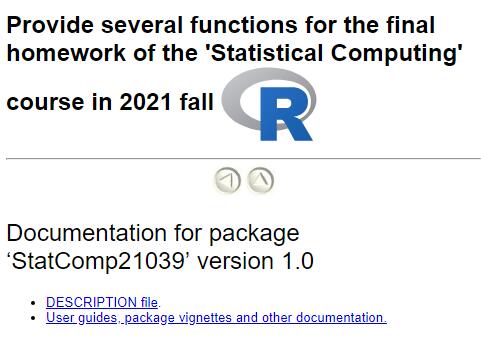 Provide several functions for the final
homework of the 'Statistical Computing'
course in 2021 fall R
Documentation for package
‘StatComp21039’ version 1.0
DESCRIPTION file.
User guides, package vignettes and other documentation.